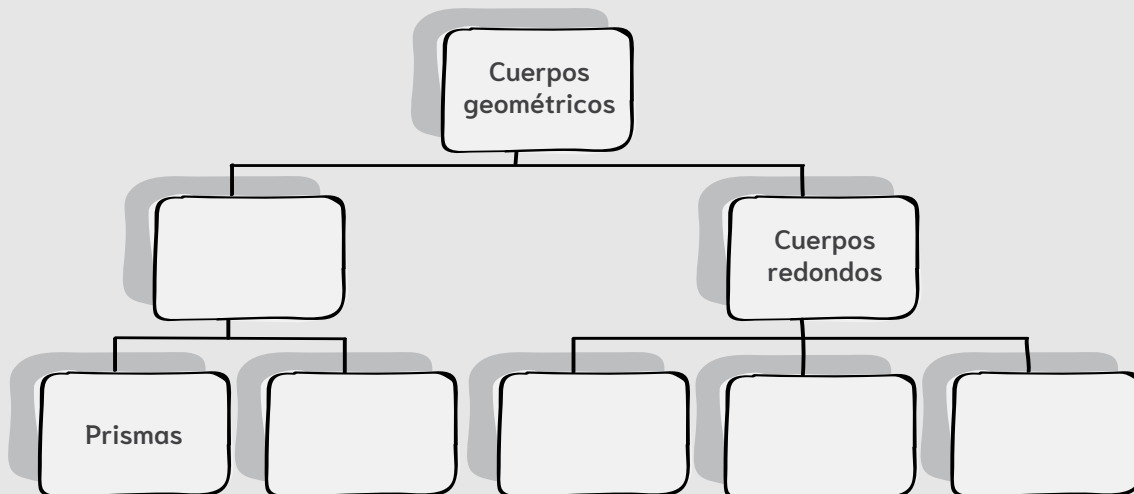 Cuerpos
geométricos
Cuerpos
redondos
Prismas